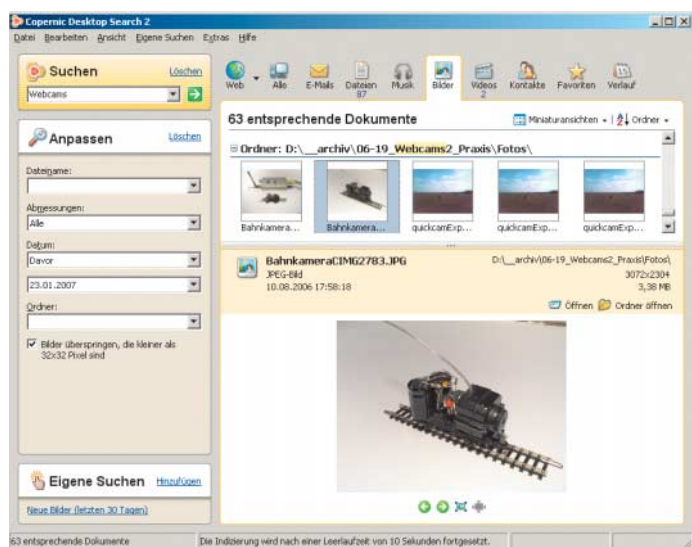 Copernic Desktop Search 2
Datei Bearbeiten Ansicht Eigene Suchen Extras Hilfe
Suchen Löschen
Webcams
Anpassen Löschen
Dateiname:
Abmessungen:
Alle
Datum:
Davor
23.01.2007
Ordner:
Bilder überspringen, die kleiner als
32x32 Pixel sind
Eigene Suchen Hinzufügen
Neue Bilder (letzten 30 Tagen)
Web Alle E-Mails Dateien Musik Bilder Videos Kontakte Favoriten Verlauf
87 2
63 entsprechende Dokumente Miniaturansichten Ordner
Ordner: D:\__archiv\06-19_Webcams2_Praxis\Fotos\
Bahnkamera... Bahnkamera... quickcamExp... quickcamExp... quickcamExp...
BahnkameraCIMG2783.JPG D:\__archiv\06-19_Webcams2_Praxis\Fotos\
JPEG-Bild 3072x2304
10.08.2006 17:58:18 3,38 MB
Öffnen Ordner öffnen
63 entsprechende Dokumente Die Indizierung wird nach einer Leerlaufzeit von 10 Sekunden fortgesetzt.